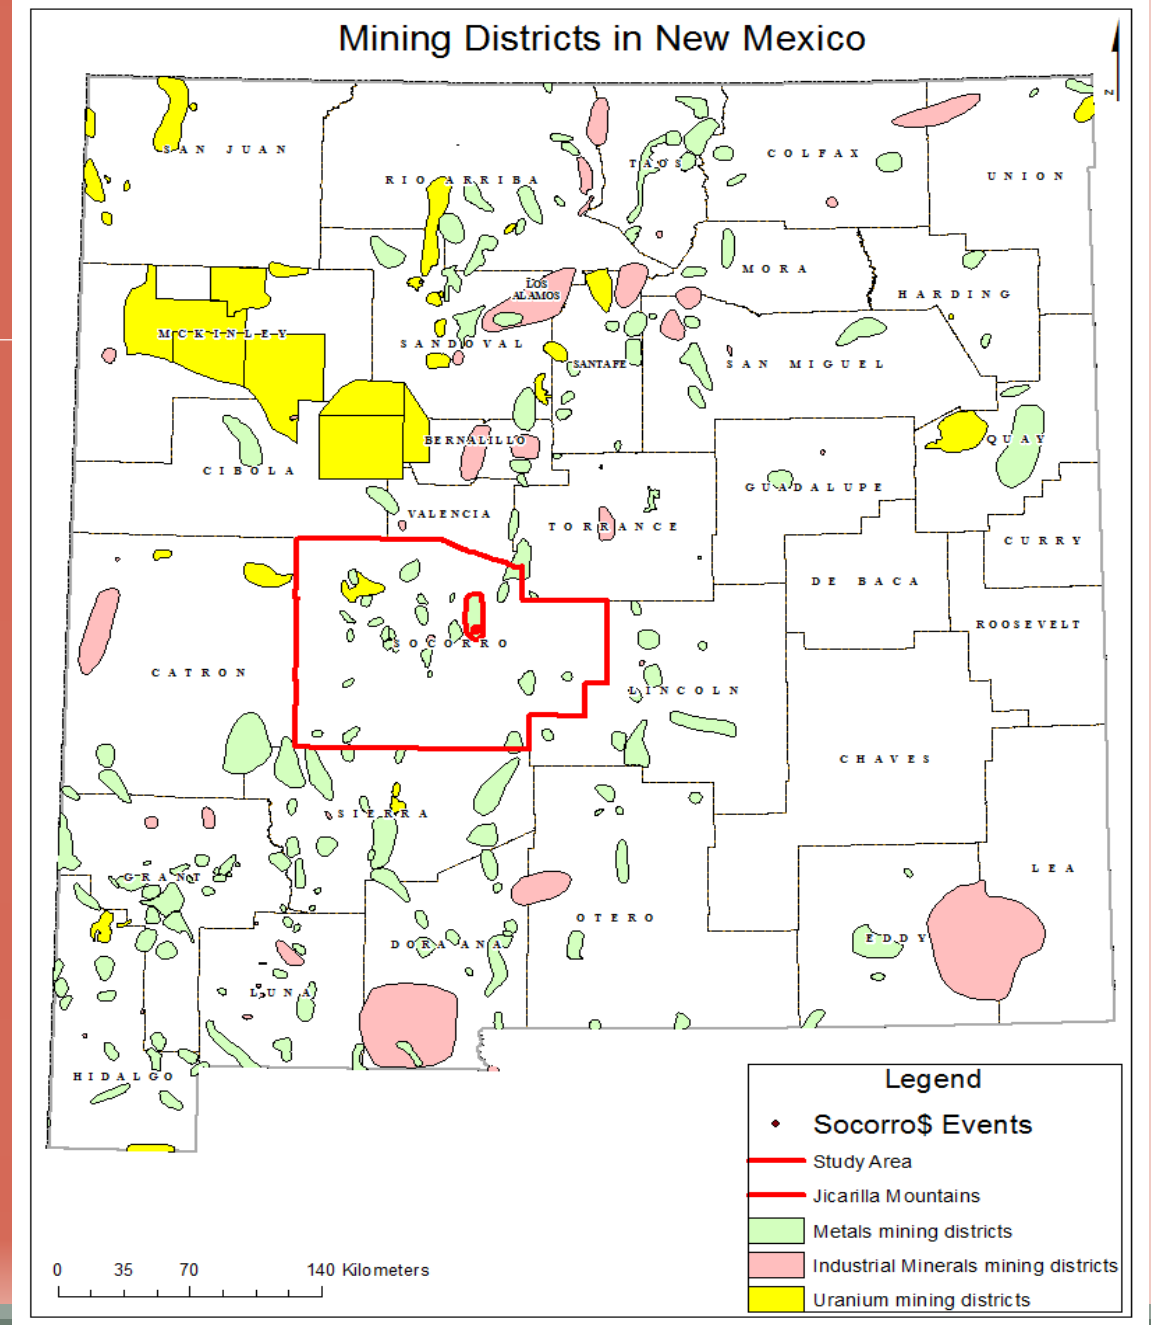 Mining Districts in New Mexico
N
SAN JUAN
RIO ARRIBA
TAOS
COLFAX
UNION
MORA
HARDING
LOS
ALAMOS
MCKINLEY
SANDOVAL
SANTAFE
SAN MIGUEL
BERNALILLO
QUAY
CIBOLA
GUADALUPE
VALENCIA
TORRANCE
CURRY
DE BACA
ROOSEVELT
SOCORRO
CATRON
LINCOLN
CHAVES
SIERRA
LEA
GRANT
OTERO
EDDY
DORA ANA
LUNA
HIDALGO
Legend
Socorro$ Events
Study Area
Jicarilla Mountains
Metals mining districts
Industrial Minerals mining districts
Uranium mining districts
0 35 70 140 Kilometers